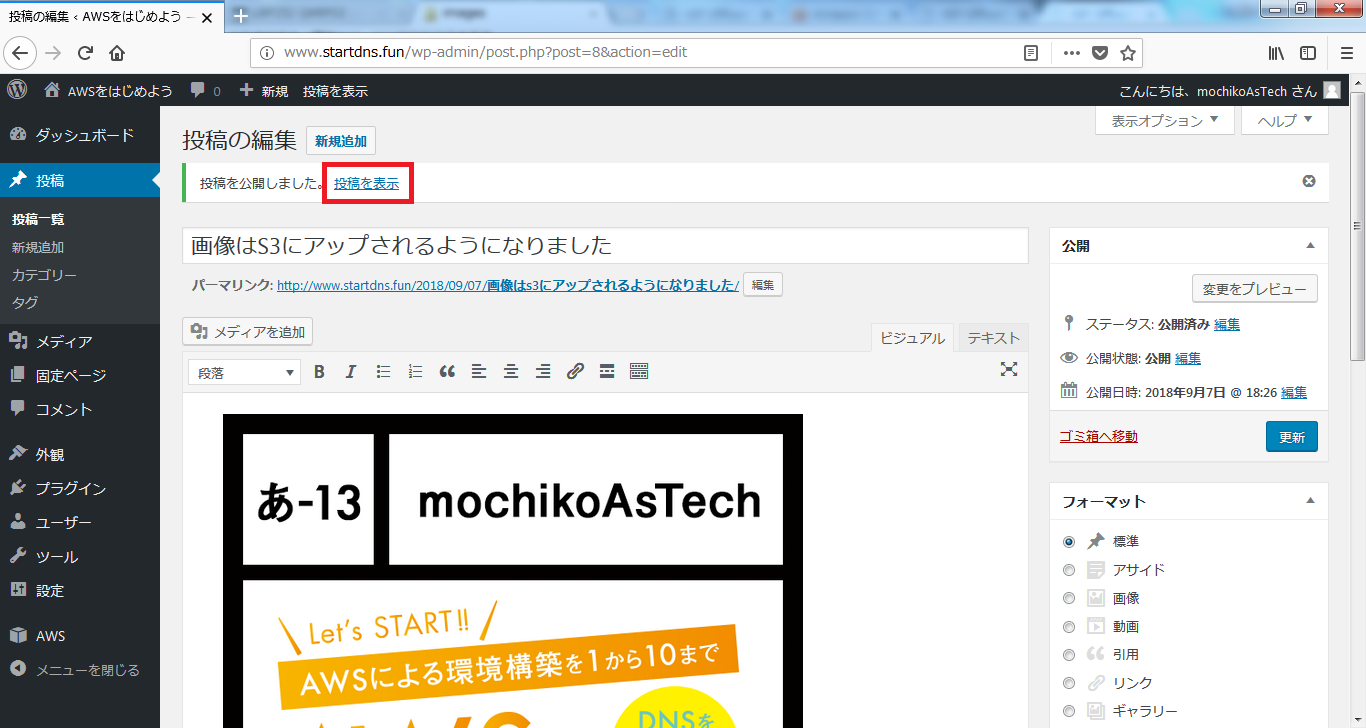 投稿の編集 ‹ AWSをはじめよう —
www.startdns.fun/wp-admin/post.php?post=8&action=edit
AWSをはじめよう 0 新規 投稿を表示 こんにちは、mochikoAsTech さん
ダッシュボード
投稿
投稿一覧
新規追加
カテゴリー
タグ
メディア
固定ページ
コメント
外観
プラグイン
ユーザー
ツール
設定
AWS
メニューを閉じる
表示オプション ヘルプ
投稿の編集 新規追加
投稿を公開しました。 投稿を表示
画像はS3にアップされるようになりました
パーマリンク: http://www.startdns.fun/2018/09/07/画像はs3にアップされるようになりました/ 編集
メディアを追加 ビジュアル テキスト
段落 B I
あ-13 mochikoAsTech
Let's START!!
AWSによる環境構築を1から10まで
DNSを
公開
変更をプレビュー
ステータス: 公開済み 編集
公開状態: 公開 編集
公開日時: 2018年9月7日 @ 18:26 編集
ゴミ箱へ移動 更新
フォーマット
標準
アサイド
画像
動画
引用
リンク
ギャラリー